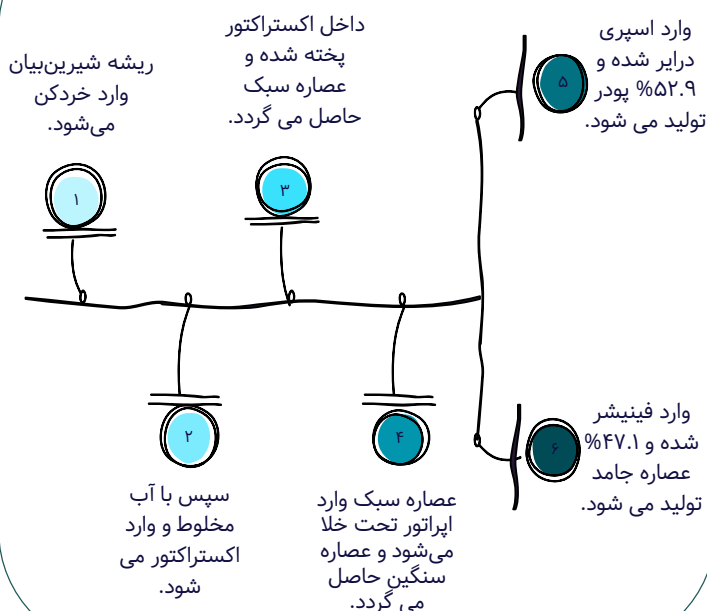 ریشه شیرین‌بیان
وارد خردکن
می‌شود.
۱
سپس با آب
مخلوط و وارد
اکستراکتور می
شود.
۲
داخل اکستراکتور
پخته شده و
عصاره سبک
حاصل می گردد.
۳
عصاره سبک وارد
اپراتور تحت خلا
می‌شود و عصاره
سنگین حاصل
می گردد.
۴
وارد اسپری
درایر شده و
۵۲.۹% پودر
تولید می شود.
۵
وارد فینیشر
شده و ۴۷.۱%
عصاره جامد
تولید می شود.
۶